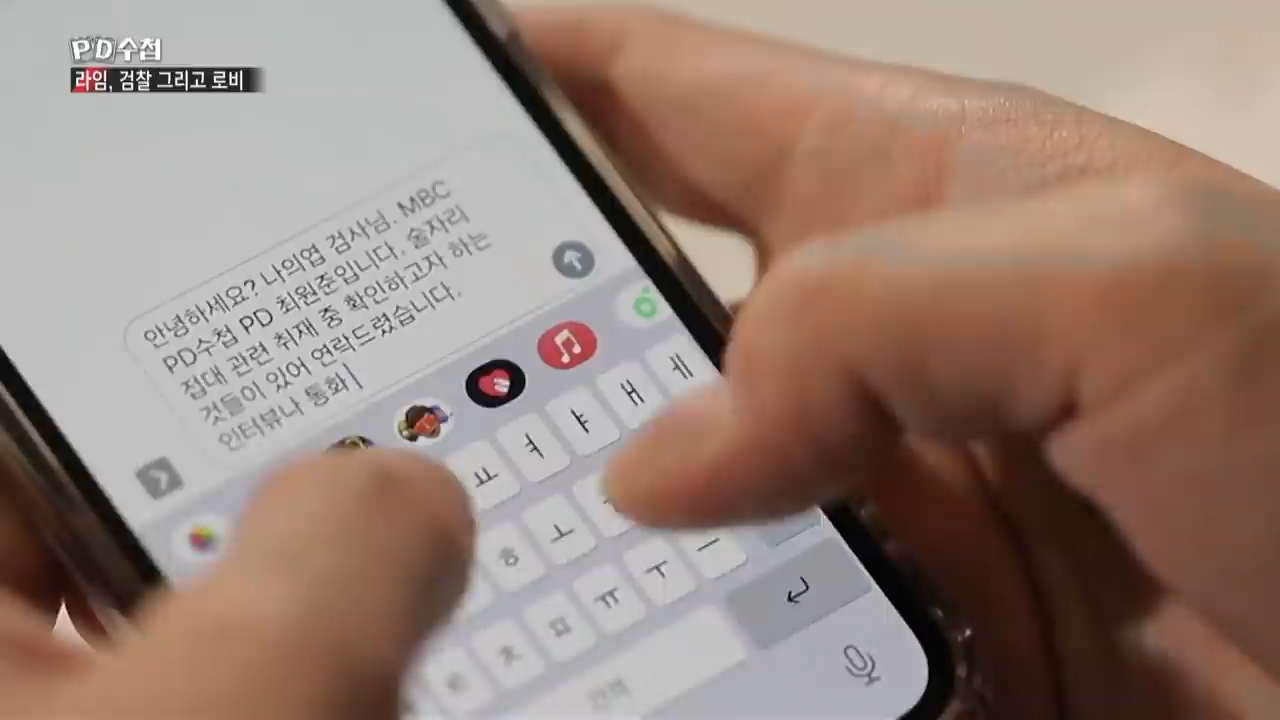 PD수첩
라임, 검찰 그리고 로비
안녕하세요? 나의엽 검사님. MBC
PD수첩 PD 최원준입니다. 술자리
접대 관련 취재 중 확인하고자 하는
것들이 있어 연락드렸습니다.
인터뷰나 통화
ㅛ ㅕ ㅑ ㅐ ㅔ
ㅎ ㅗ
ㅊ ㅍ ㅠ ㅜ ㅡ